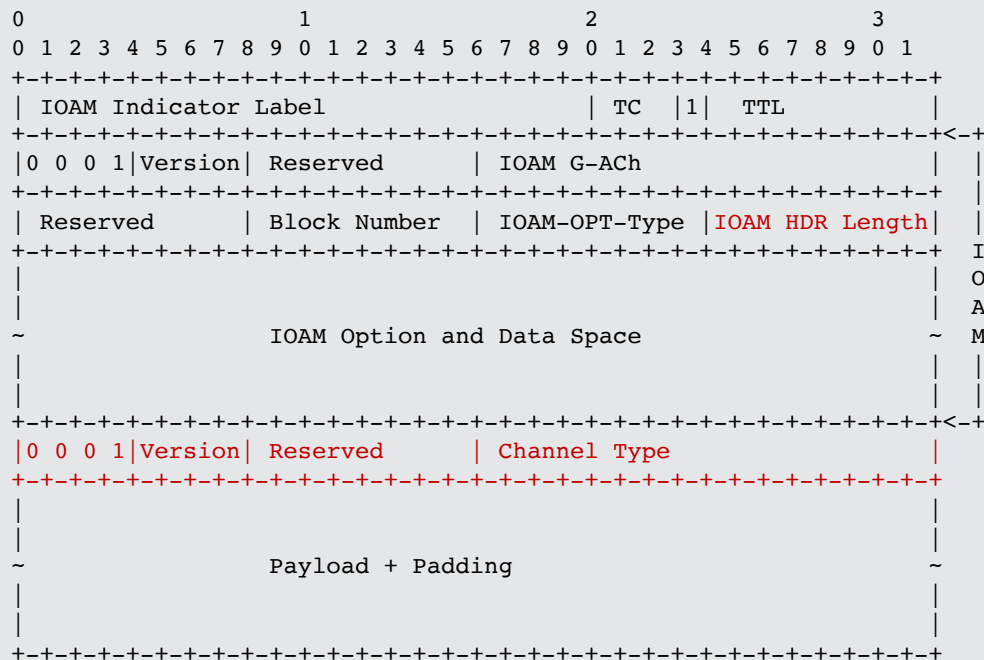 0                   1                   2                   3
0 1 2 3 4 5 6 7 8 9 0 1 2 3 4 5 6 7 8 9 0 1 2 3 4 5 6 7 8 9 0 1
+-+-+-+-+-+-+-+-+-+-+-+-+-+-+-+-+-+-+-+-+-+-+-+-+-+-+-+-+-+-+-+-+
| IOAM Indicator Label                  | TC  |1|  TTL          |
+-+-+-+-+-+-+-+-+-+-+-+-+-+-+-+-+-+-+-+-+-+-+-+-+-+-+-+-+-+-+-+-+<-+
|0 0 0 1|Version| Reserved      | IOAM G-ACh                    |  |
+-+-+-+-+-+-+-+-+-+-+-+-+-+-+-+-+-+-+-+-+-+-+-+-+-+-+-+-+-+-+-+-+  |
| Reserved      | Block Number  | IOAM-OPT-Type |IOAM HDR Length|  |
+-+-+-+-+-+-+-+-+-+-+-+-+-+-+-+-+-+-+-+-+-+-+-+-+-+-+-+-+-+-+-+-+  I
|                                                               |  O
|                                                               |  A
~                 IOAM Option and Data Space                    ~  M
|                                                               |  |
|                                                               |  |
+-+-+-+-+-+-+-+-+-+-+-+-+-+-+-+-+-+-+-+-+-+-+-+-+-+-+-+-+-+-+-+-+<-+
|0 0 0 1|Version| Reserved      | Channel Type                  |
+-+-+-+-+-+-+-+-+-+-+-+-+-+-+-+-+-+-+-+-+-+-+-+-+-+-+-+-+-+-+-+-+
|                                                               |
|                                                               |
~                 Payload + Padding                             ~
|                                                               |
|                                                               |
+-+-+-+-+-+-+-+-+-+-+-+-+-+-+-+-+-+-+-+-+-+-+-+-+-+-+-+-+-+-+-+-+